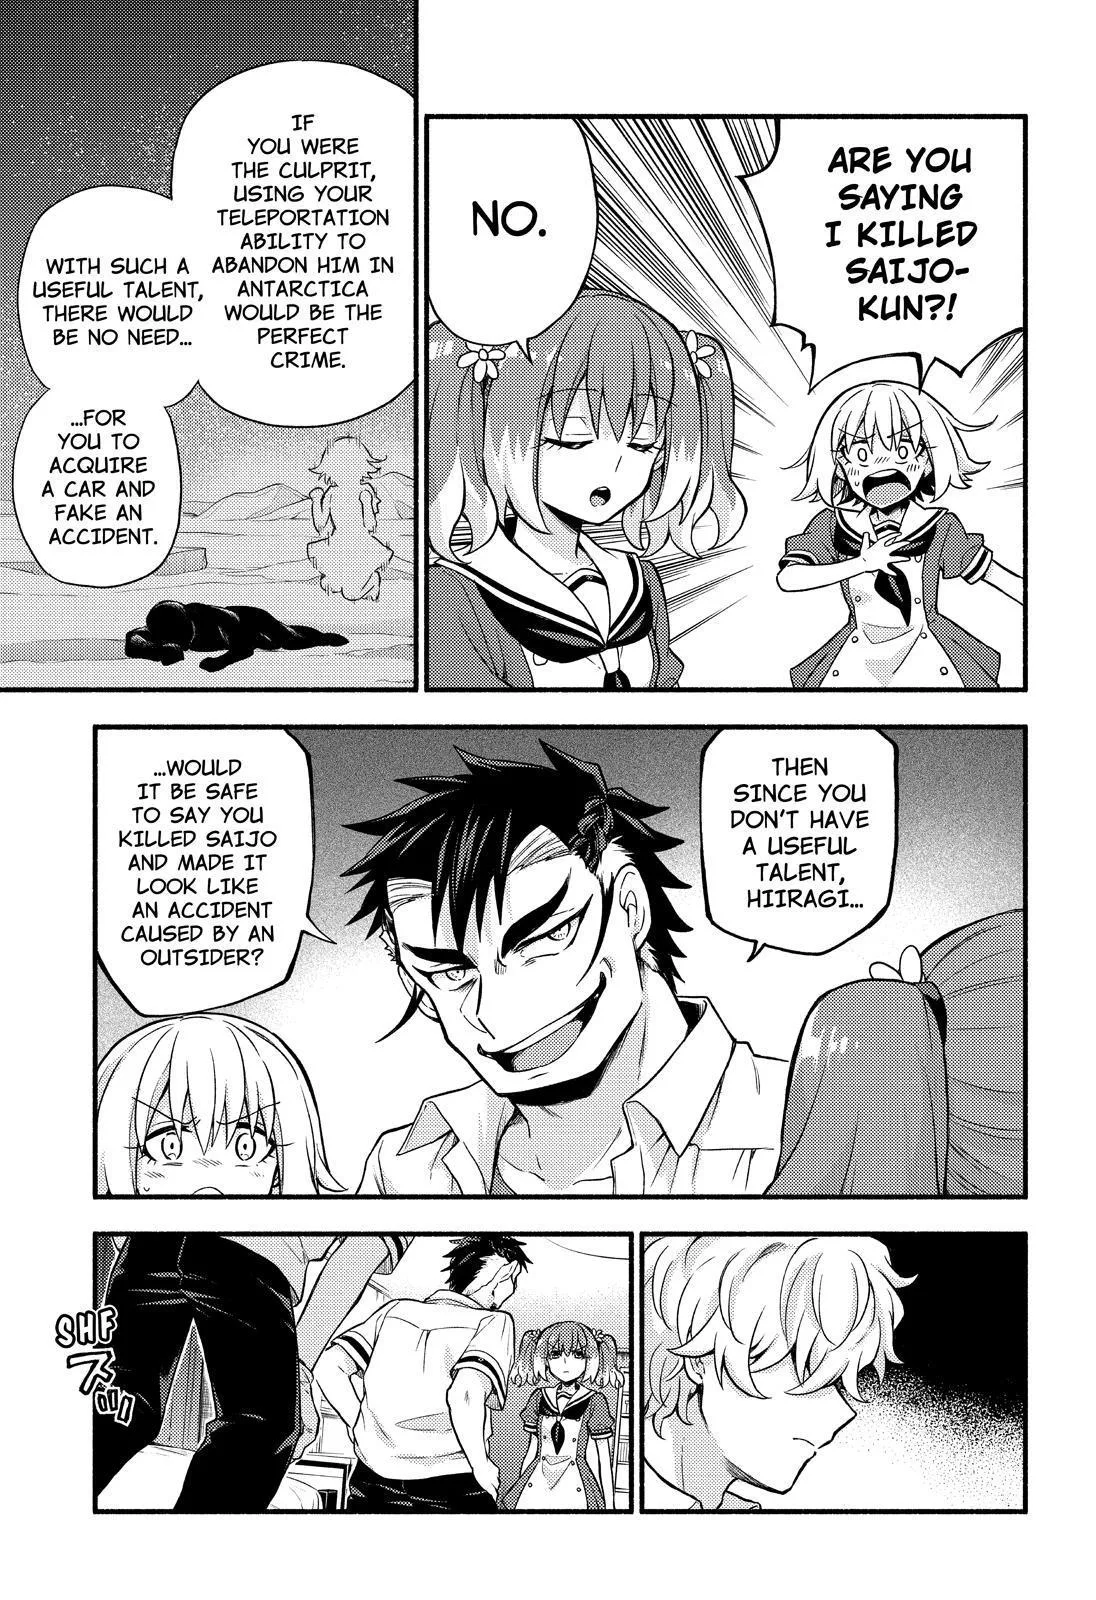 ARE YOU
SAYING
I KILLED
SAIJO-
KUN?!
NO.
IF
YOU WERE
THE CULPRIT,
USING YOUR
TELEPORTATION
ABILITY TO
ABANDON HIM IN
ANTARCTICA
WOULD BE THE
PERFECT
CRIME.
WITH SUCH A
USEFUL TALENT,
THERE WOULD
BE NO NEED...
...FOR
YOU TO
ACQUIRE
A CAR AND
FAKE AN
ACCIDENT.
THEN
SINCE YOU
DON'T HAVE
A USEFUL
TALENT,
HIIRAGI...
...WOULD
IT BE SAFE
TO SAY YOU
KILLED SAIJO
AND MADE IT
LOOK LIKE
AN ACCIDENT
CAUSED BY AN
OUTSIDER?
SHF
ズ